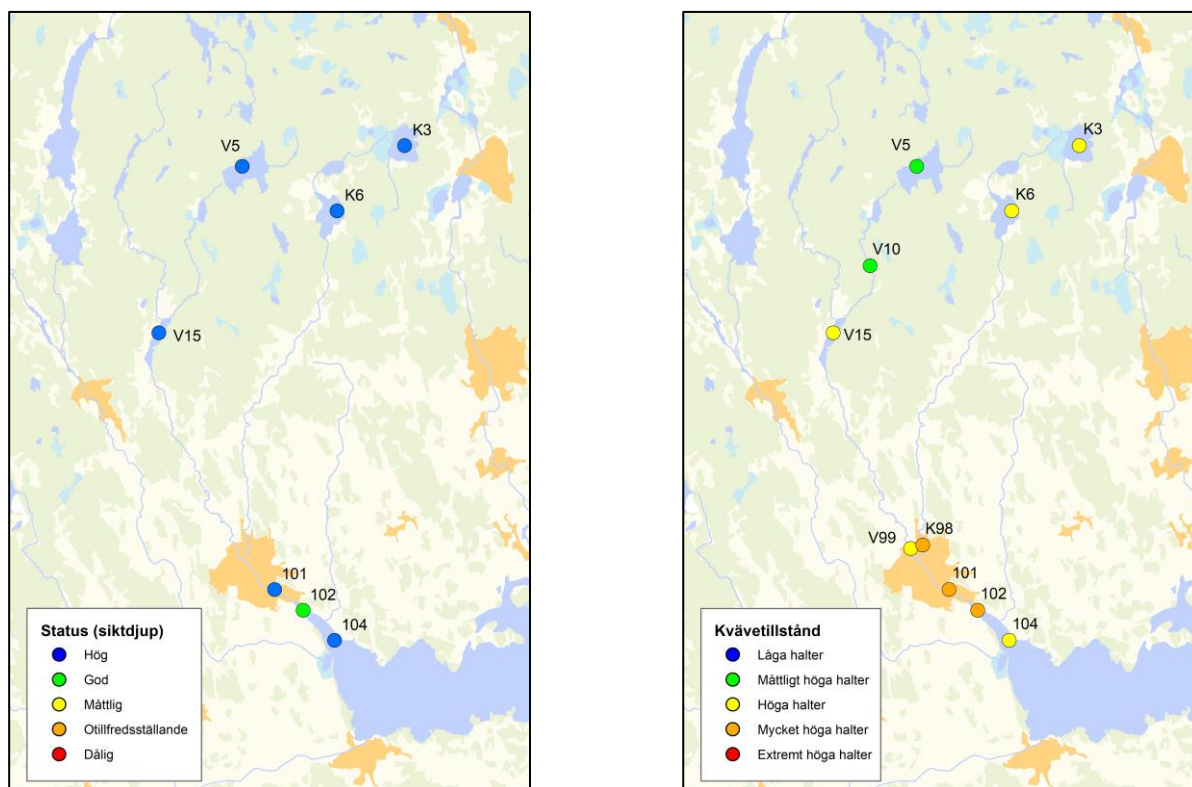 V5
K3
K6
V15
101
102
104
Status (siktdjup)
Hög
God
Måttlig
Otillfredsställande
Dålig
V5
K3
K6
V10
V15
V99
K98
101
102
104
Kvävetillstånd
Låga halter
Måttligt höga halter
Höga halter
Mycket höga halter
Extremt höga halter